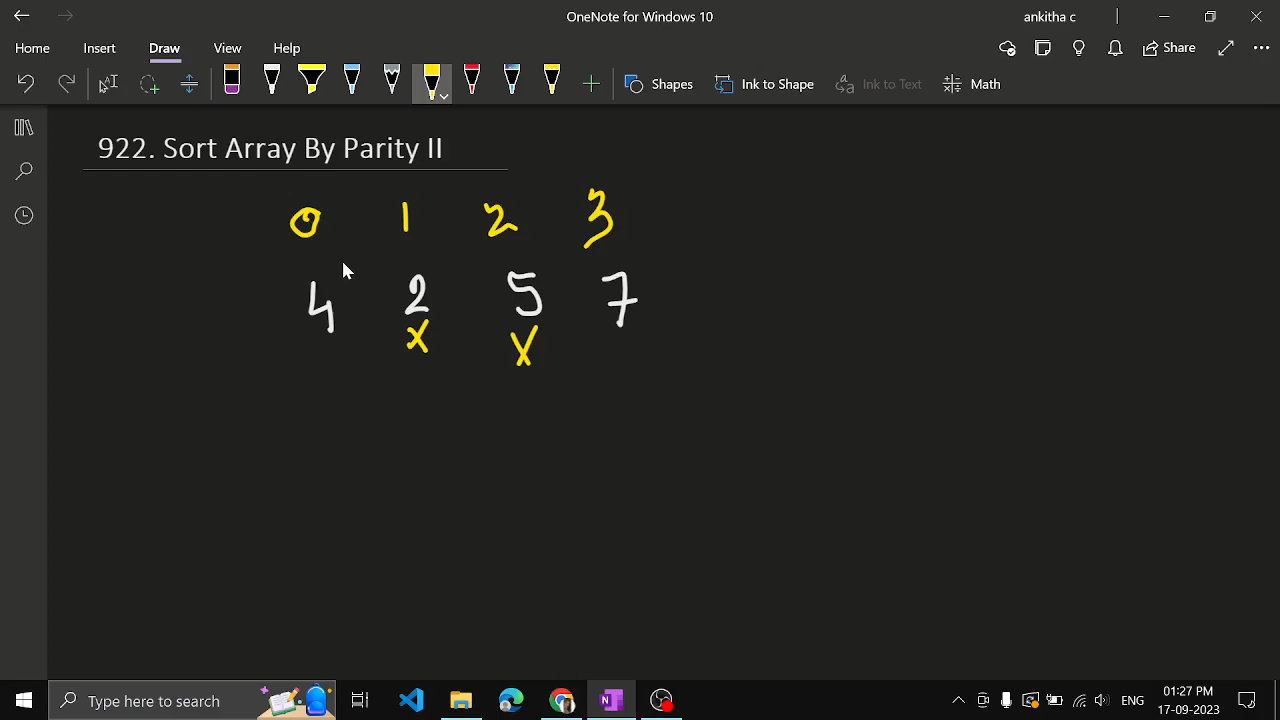 OneNote for Windows 10
ankitha c
Home Insert Draw View Help
Share
Shapes Ink to Shape Ink to Text Math
922. Sort Array By Parity II
0 1 2 3
4 2 5 7
x x
Type here to search
ENG
01:27 PM
17-09-2023